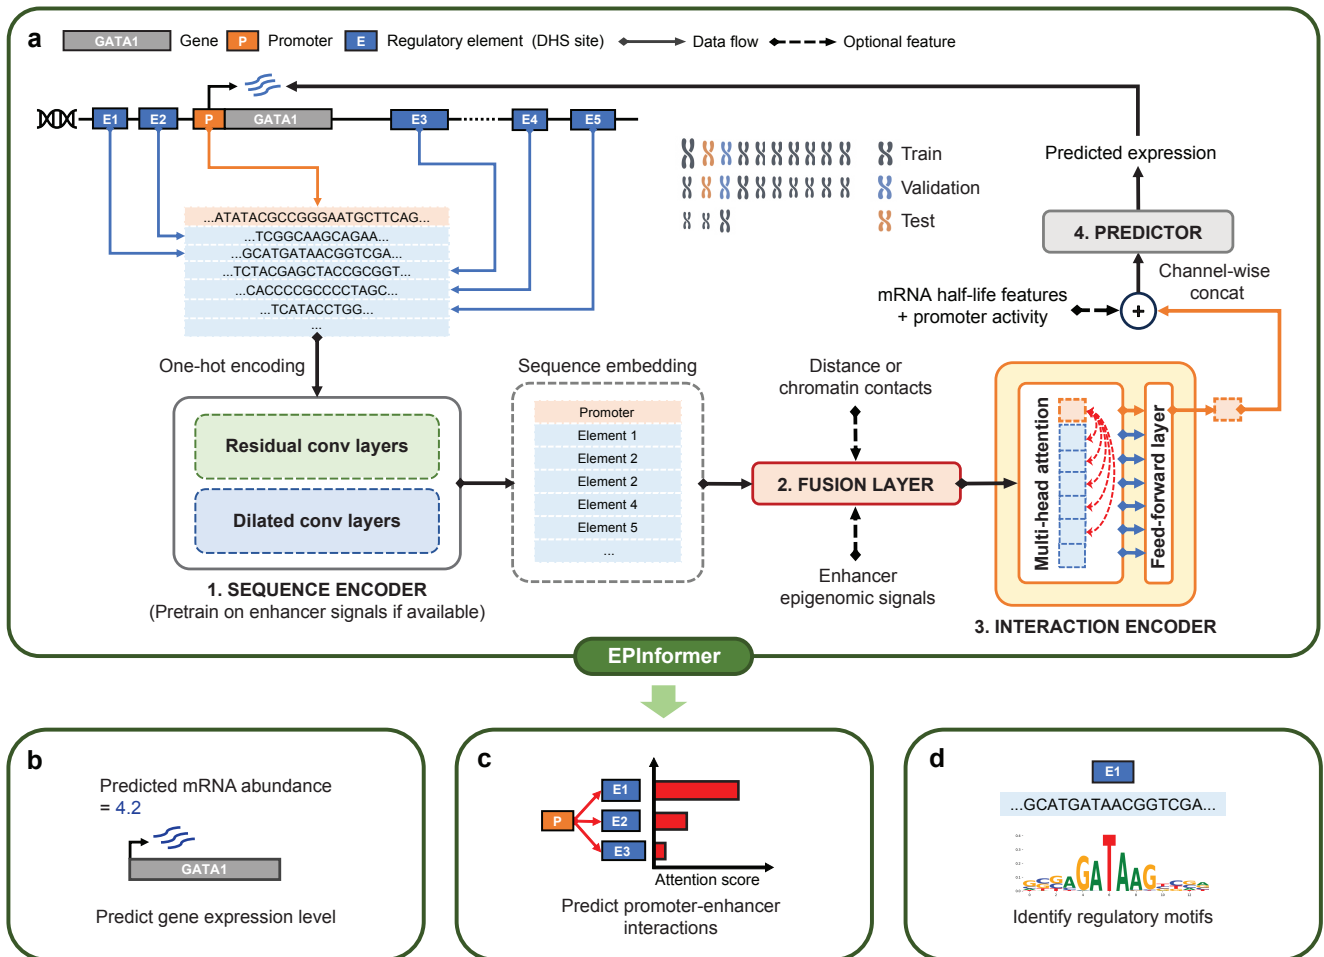 a
GATA1 Gene P Promoter E Regulatory element (DHS site) Data flow Optional feature
E1 E2 P GATA1 E3 E4 E5
Train
Validation
Test
...ATATACGCCGGGAATGCTTCAG...
...TCGGCAAGCAGAA...
...GCATGATAACGGTCGA...
...TCTACGAGCTACCGCGGT...
...CACCCCGCCCCTAGC...
...TCATACCTGG...
...
One-hot encoding
Residual conv layers
Dilated conv layers
1. SEQUENCE ENCODER
(Pretrain on enhancer signals if available)
Sequence embedding
Promoter
Element 1
Element 2
Element 2
Element 4
Element 5
...
Distance or
chromatin contacts
2. FUSION LAYER
Enhancer
epigenomic signals
Multi-head attention
Feed-forward layer
3. INTERACTION ENCODER
mRNA half-life features
+ promoter activity
+
Channel-wise
concat
4. PREDICTOR
Predicted expression
EPInformer
b
Predicted mRNA abundance
= 4.2
GATA1
Predict gene expression level
c
P
E1
E2
E3
Attention score
Predict promoter-enhancer
interactions
d
E1
...GCATGATAACGGTCGA...
GATAAG
Identify regulatory motifs